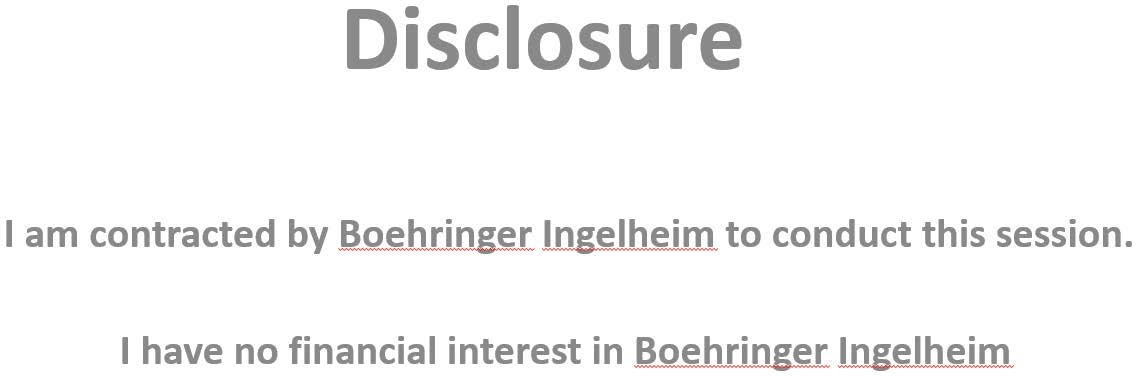 Disclosure
I am contracted by Boehringer Ingelheim to conduct this session.
I have no financial interest in Boehringer Ingelheim